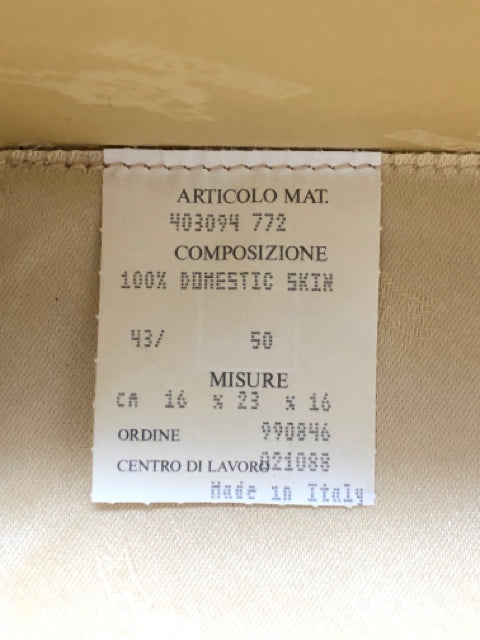 ARTICOLO MAT.
403094 772
COMPOSIZIONE
100% DOMESTIC SKIN
43/ 50
MISURE
CM 16 x 23 x 16
ORDINE 990846
CENTRO DI LAVORO 021088
Made in Italy